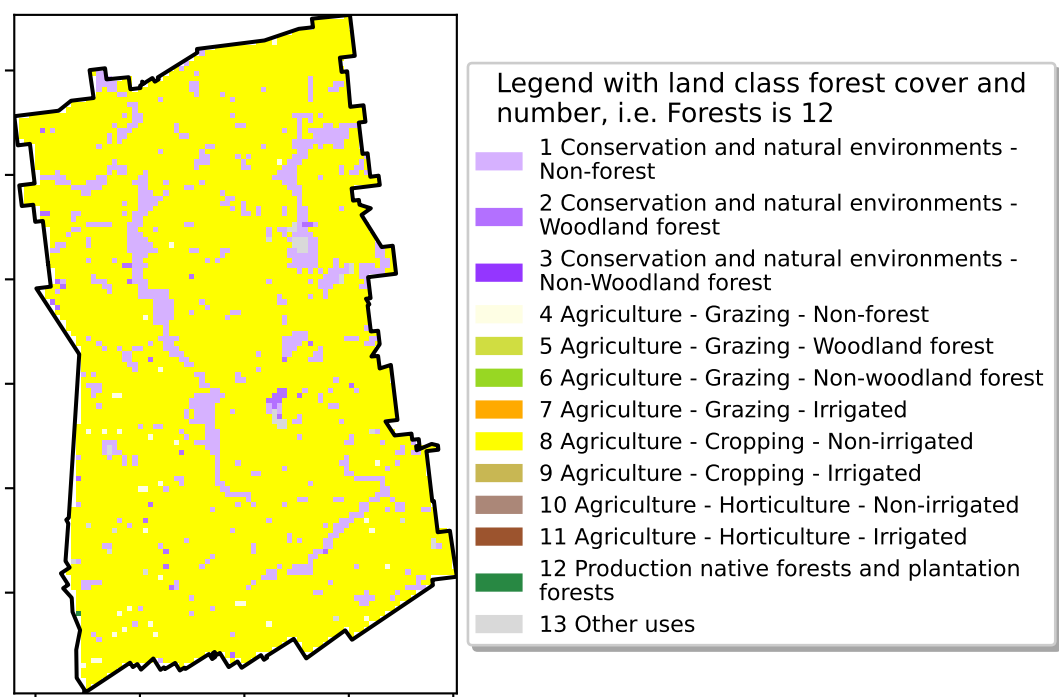 Legend with land class forest cover and
number, i.e. Forests is 12
1 Conservation and natural environments -
Non-forest
2 Conservation and natural environments -
Woodland forest
3 Conservation and natural environments -
Non-Woodland forest
4 Agriculture - Grazing - Non-forest
5 Agriculture - Grazing - Woodland forest
6 Agriculture - Grazing - Non-woodland forest
7 Agriculture - Grazing - Irrigated
8 Agriculture - Cropping - Non-irrigated
9 Agriculture - Cropping - Irrigated
10 Agriculture - Horticulture - Non-irrigated
11 Agriculture - Horticulture - Irrigated
12 Production native forests and plantation
forests
13 Other uses